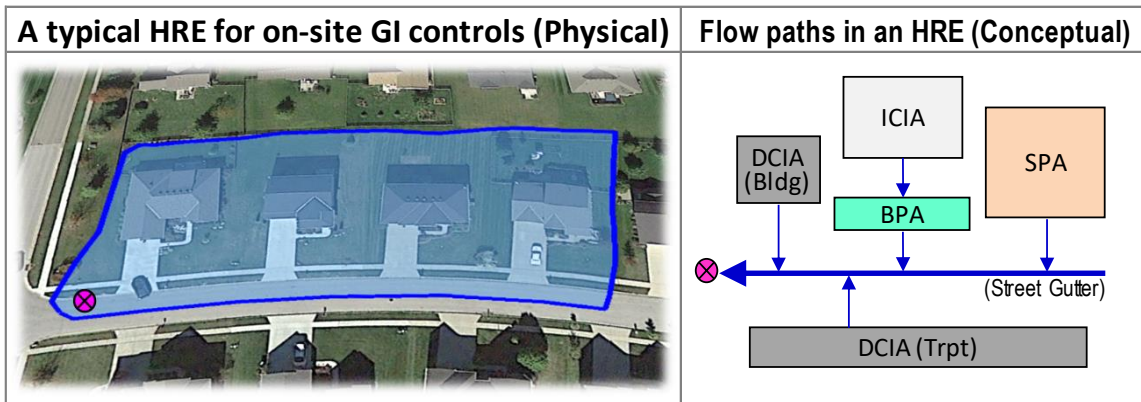 A typical HRE for on-site GI controls (Physical)
Flow paths in an HRE (Conceptual)
ICIA
DCIA
(Bldg)
SPA
BPA
(Street Gutter)
DCIA (Trpt)